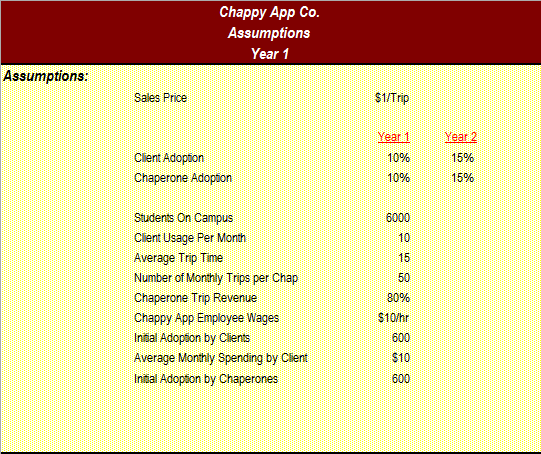 Chappy App Co.
Assumptions
Year 1
Assumptions:
Sales Price $1/Trip
Year 1 Year 2
Client Adoption 10% 15%
Chaperone Adoption 10% 15%
Students On Campus 6000
Client Usage Per Month 10
Average Trip Time 15
Number of Monthly Trips per Chap 50
Chaperone Trip Revenue 80%
Chappy App Employee Wages $10/hr
Initial Adoption by Clients 600
Average Monthly Spending by Client $10
Initial Adoption by Chaperones 600